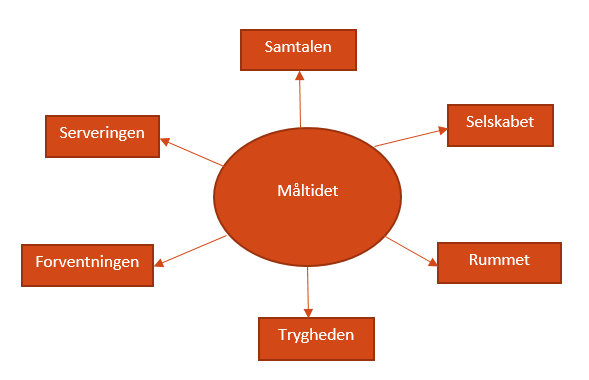 Samtalen
Selskabet
Serveringen
Måltidet
Forventningen
Rummet
Trygheden